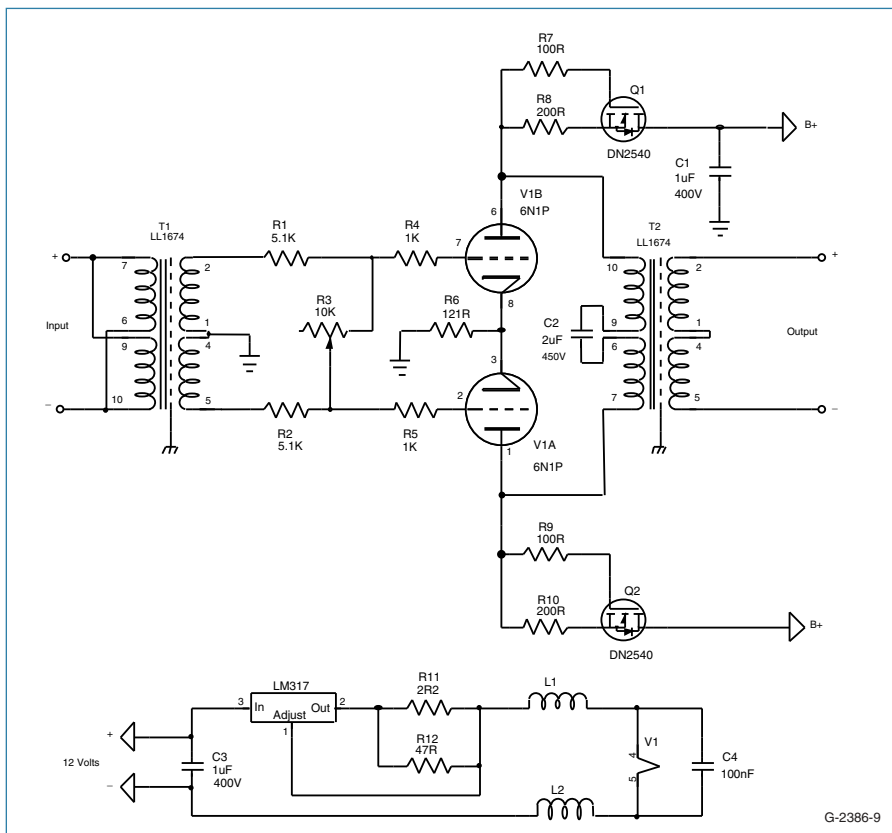 R7
100R
R8
200R
Q1
DN2540
B+
C1
1uF
400V
V1B
6N1P
6
7
8
T1
LL1674
+
Input
–
7
6
9
10
2
1
4
5
R1
5.1K
R4
1K
R3
10K
R6
121R
R2
5.1K
R5
1K
3
2
1
V1A
6N1P
C2
2uF
450V
T2
LL1674
10
9
6
7
2
1
4
5
+
Output
–
R9
100R
R10
200R
Q2
DN2540
B+
LM317
3
In
Out
2
Adjust
1
R11
2R2
R12
47R
L1
L2
+
12 Volts
–
C3
1uF
400V
V1
4
5
C4
100nF
G-2386-9